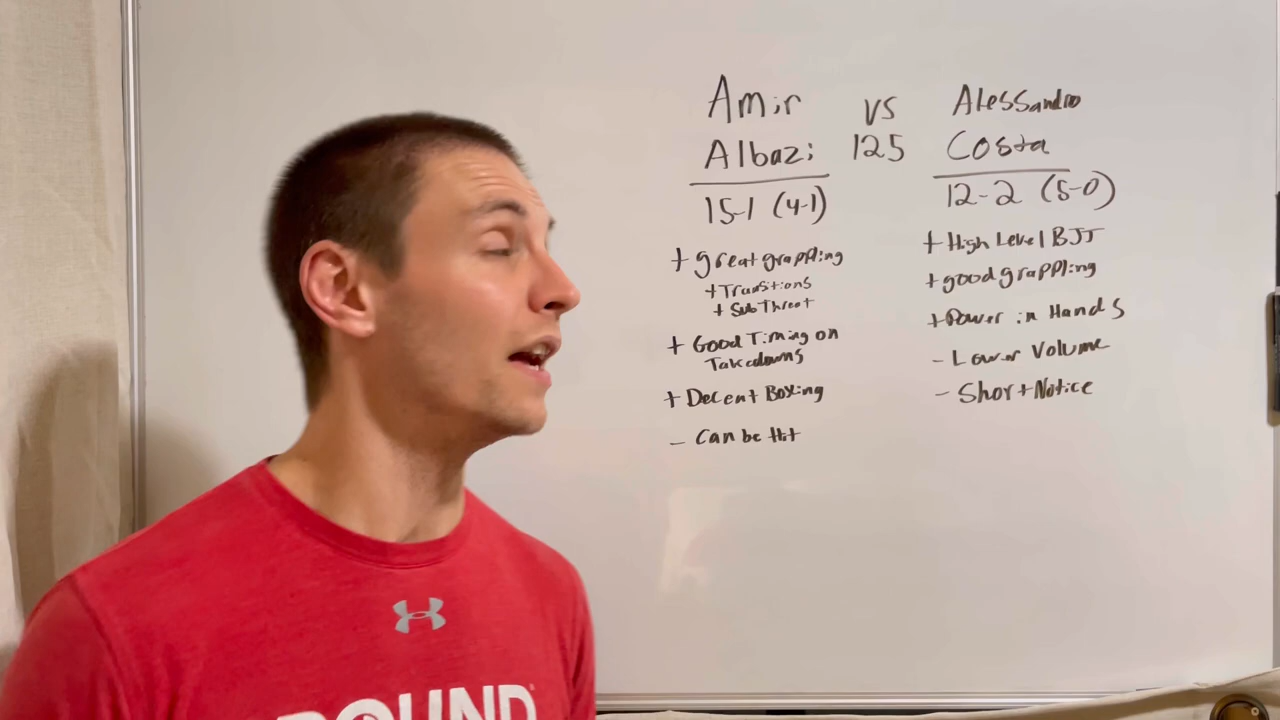 Amir
Albazi
15-1 (4-1)
+ great grappling
+ Transitions
+ Sub Threat
+ Good Timing on
Takedowns
+ Decent Boxing
- Can be Hit
vs
125
Alessandro
Costa
12-2 (5-0)
+ High Level BJJ
+ good grappling
+ Power in Hands
- Lower Volume
- Short Notice